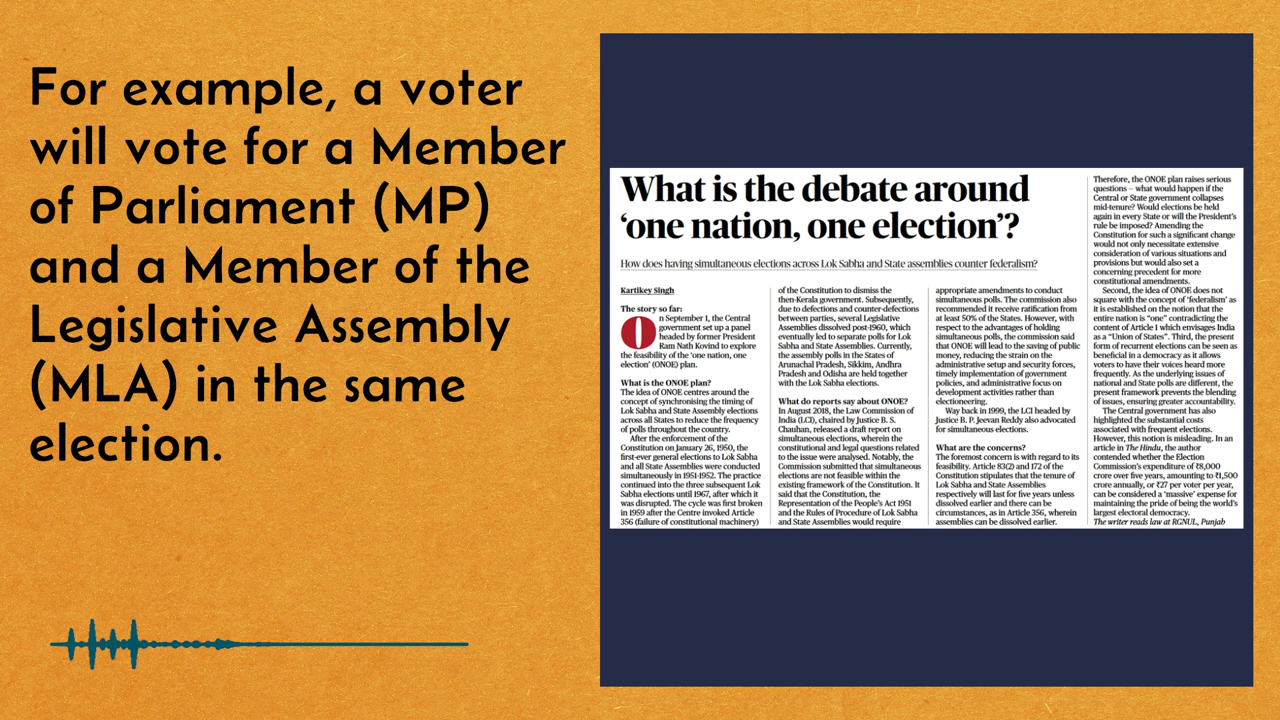 For example, a voter
will vote for a Member
of Parliament (MP)
and a Member of the
Legislative Assembly
(MLA) in the same
election.
What is the debate around
‘one nation, one election’?
How does having simultaneous elections across Lok Sabha and State assemblies counter federalism?
Kartikey Singh
The story so far:
On September 1, the Central
government set up a panel
headed by former President
Ram Nath Kovind to explore
the feasibility of the ‘one nation, one
election’ (ONOE) plan.
What is the ONOE plan?
The idea of ONOE centres around the
concept of synchronising the timing of
Lok Sabha and State Assembly elections
across all States to reduce the frequency
of polls throughout the country.
After the enforcement of the
Constitution on January 26, 1950, the
first-ever general elections to Lok Sabha
and all State Assemblies were conducted
simultaneously in 1951-1952. The practice
continued into the three subsequent Lok
Sabha elections until 1967, after which it
was disrupted. The cycle was first broken
in 1959 after the Centre invoked Article
356 (failure of constitutional machinery)
of the Constitution to dismiss the
then-Kerala government. Subsequently,
due to defections and counter-defections
between parties, several Legislative
Assemblies dissolved post-1960, which
eventually led to separate polls for Lok
Sabha and State Assemblies. Currently,
the assembly polls in the States of
Arunachal Pradesh, Sikkim, Andhra
Pradesh and Odisha are held together
with the Lok Sabha elections.
What do reports say about ONOE?
In August 2018, the Law Commission of
India (LCI), chaired by Justice B. S.
Chauhan, released a draft report on
simultaneous elections, wherein the
constitutional and legal questions related
to the issue were analysed. Notably, the
Commission submitted that simultaneous
elections are not feasible within the
existing framework of the Constitution. It
said that the Constitution, the
Representation of the People’s Act 1951
and the Rules of Procedure of Lok Sabha
and State Assemblies would require
appropriate amendments to conduct
simultaneous polls. The commission also
recommended it receive ratification from
at least 50% of the States. However, with
respect to the advantages of holding
simultaneous polls, the commission said
that ONOE will lead to the saving of public
money, reducing the strain on the
administrative setup and security forces,
timely implementation of government
policies, and administrative focus on
development activities rather than
electioneering.
Way back in 1999, the LCI headed by
Justice B. P. Jeevan Reddy also advocated
for simultaneous elections.
What are the concerns?
The foremost concern is with regard to its
feasibility. Article 83(2) and 172 of the
Constitution stipulates that the tenure of
Lok Sabha and State Assemblies
respectively will last for five years unless
dissolved earlier and there can be
circumstances, as in Article 356, wherein
assemblies can be dissolved earlier.
Therefore, the ONOE plan raises serious
questions – what would happen if the
Central or State government collapses
mid-tenure? Would elections be held
again in every State or will the President’s
rule be imposed? Amending the
Constitution for such a significant change
would not only necessitate extensive
consideration of various situations and
provisions but would also set a
concerning precedent for more
constitutional amendments.
Second, the idea of ONOE does not
square with the concept of ‘federalism’ as
it is established on the notion that the
entire nation is “one” contradicting the
content of Article 1 which envisages India
as a “Union of States”. Third, the present
form of recurrent elections can be seen as
beneficial in a democracy as it allows
voters to have their voices heard more
frequently. As the underlying issues of
national and State polls are different, the
present framework prevents the blending
of issues, ensuring greater accountability.
The Central government has also
highlighted the substantial costs
associated with frequent elections.
However, this notion is misleading. In an
article in The Hindu, the author
contended whether the Election
Commission’s expenditure of ₹8,000
crore over five years, amounting to ₹1,500
crore annually, or ₹27 per voter per year,
can be considered a ‘massive’ expense for
maintaining the pride of being the world’s
largest electoral democracy.
The writer reads law at RGNUL, Punjab